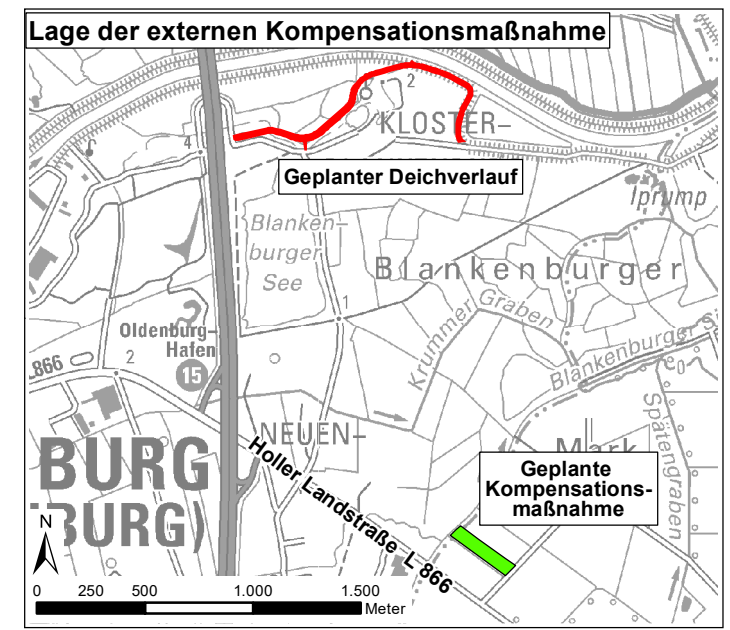 Lage der externen Kompensationsmaßnahme
2
KLOSTER–
4
Geplanter Deichverlauf
Iprump
Blanken–
burger
See
Blankenburger
1
Krummer Graben
Oldenburg–
Hafen
15
L866
2
Blankenburger
NEUEN–
Mark
Spätengraben
BURG
BURG)
Holler Landstraße L 866
Geplante
Kompensations-
maßnahme
N
0 250 500 1.000 1.500
Meter